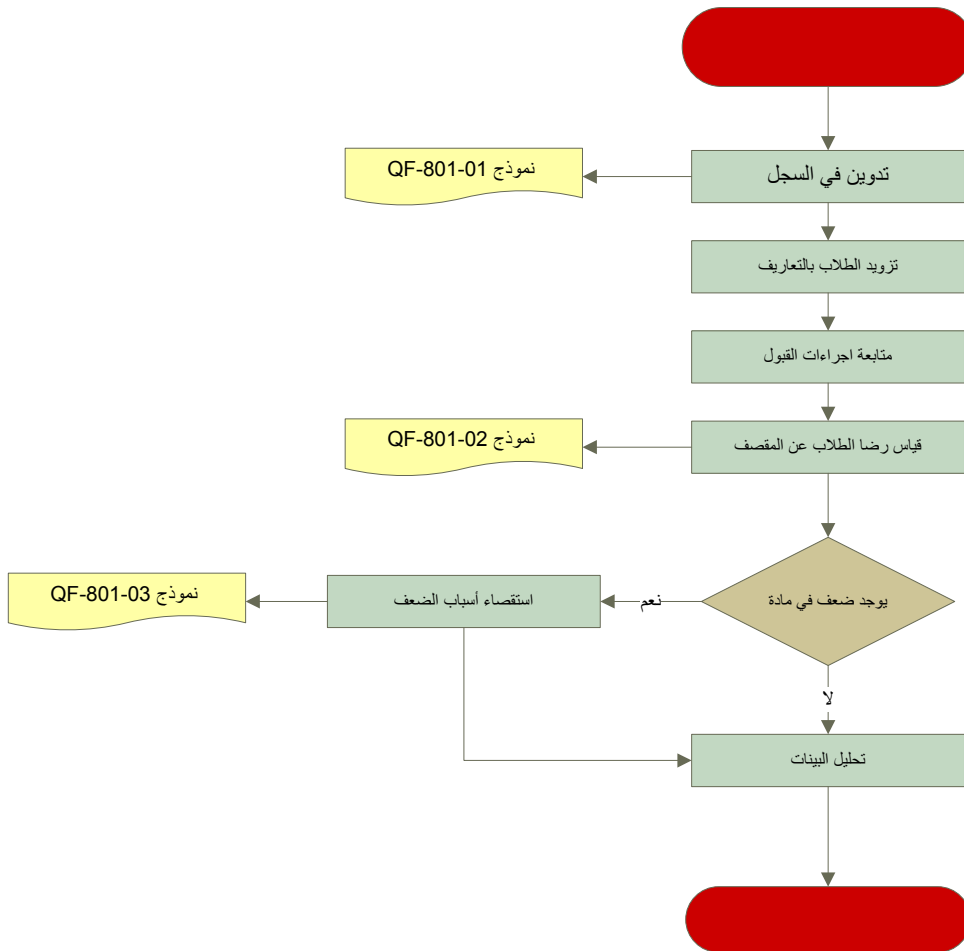 تدوين في السجل
نموذج QF-801-01
تزويد الطلاب بالتعاريف
متابعة اجراءات القبول
قياس رضا الطلاب عن المقصف
نموذج QF-801-02
يوجد ضعف في مادة
نعم
استقصاء أسباب الضعف
نموذج QF-801-03
لا
تحليل البينات